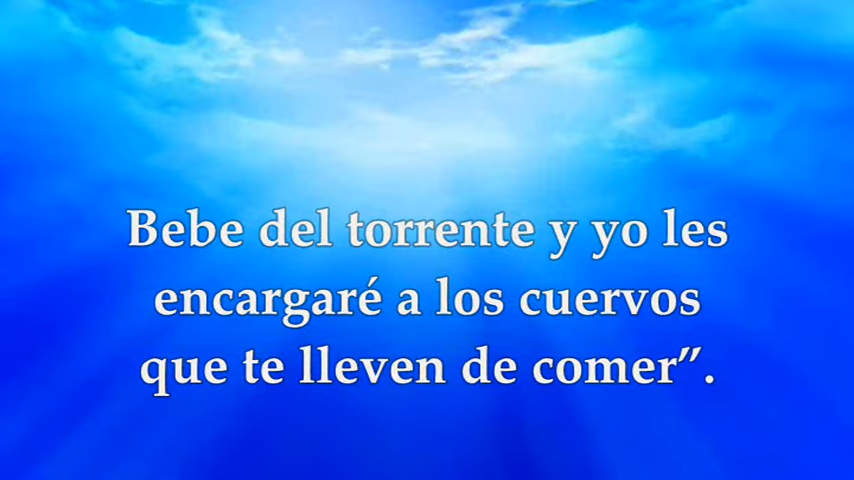 Bebe del torrente y yo les
encargaré a los cuervos
que te lleven de comer”.